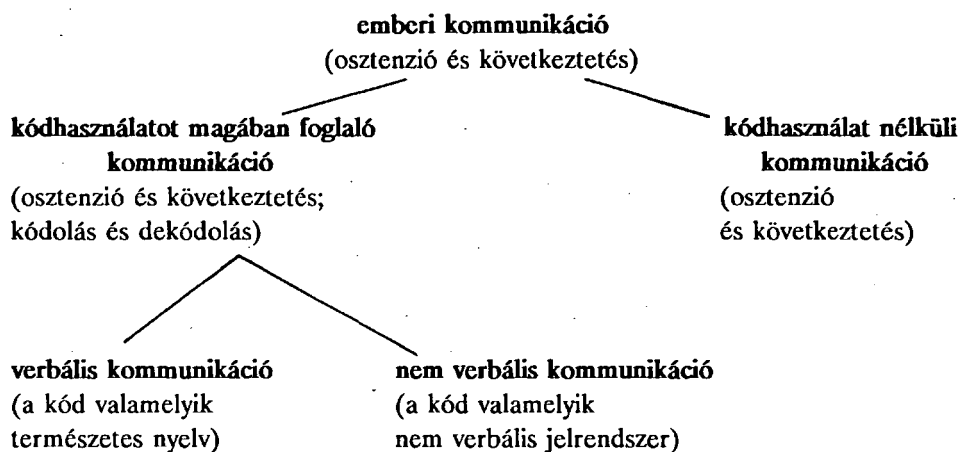 emberi kommunikáció
(osztenzió és következtetés)
kódhasználatot magában foglaló
kommunikáció
(osztenzió és következtetés;
kódolás és dekódolás)
kódhasználat nélküli
kommunikáció
(osztenzió
és következtetés)
verbális kommunikáció
(a kód valamelyik
természetes nyelv)
nem verbális kommunikáció
(a kód valamelyik
nem verbális jelrendszer)